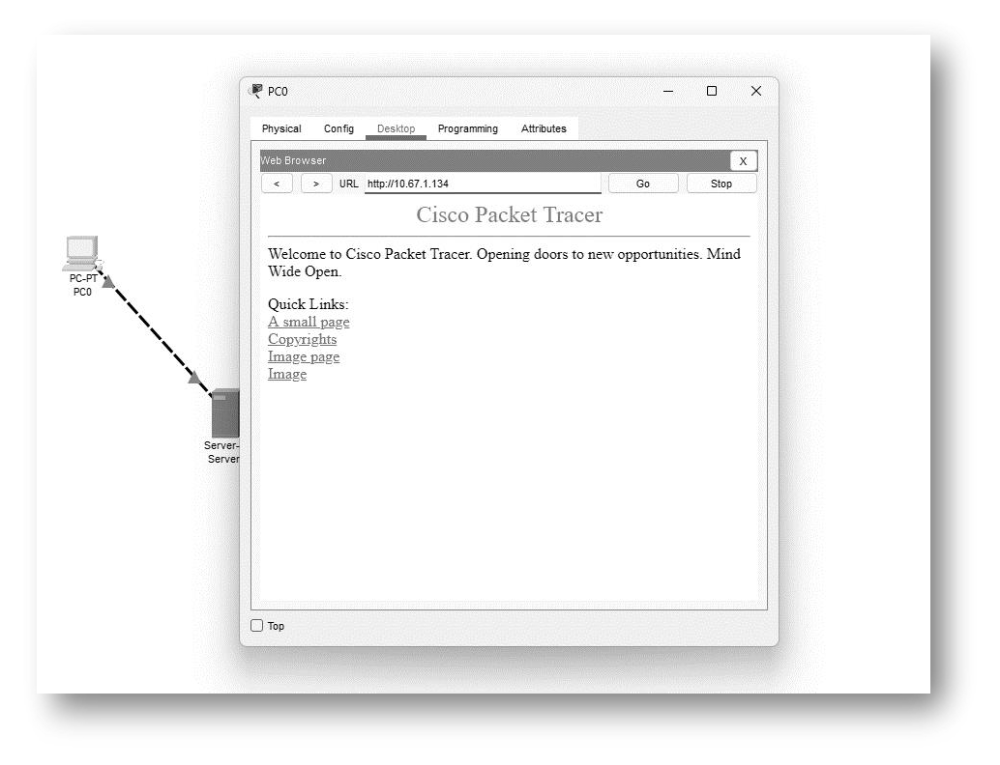 PC0
Physical Config Desktop Programming Attributes
Web Browser X
< > URL http://10.67.1.134 Go Stop
Cisco Packet Tracer
Welcome to Cisco Packet Tracer. Opening doors to new opportunities. Mind
Wide Open.
Quick Links:
A small page
Copyrights
Image page
Image
Top
PC-PT
PC0
Server-
Server